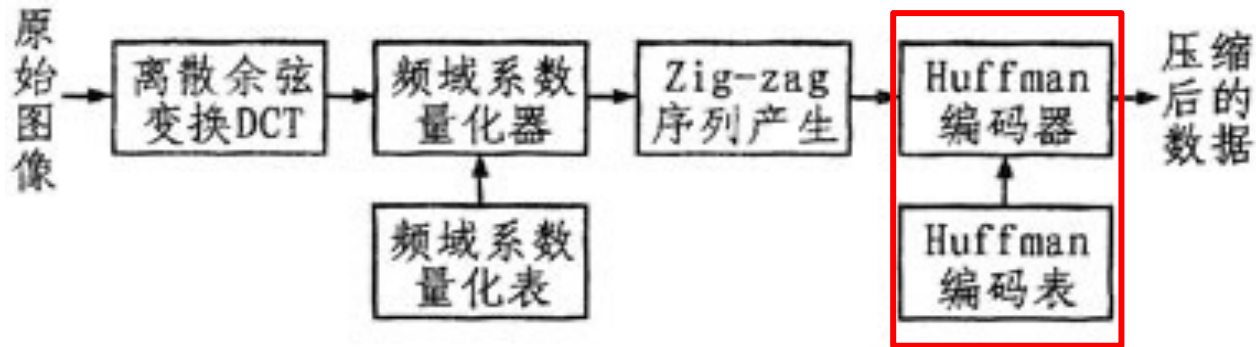 原
始
图
像
离散余弦
变换DCT
频域系数
量化器
Zig-zag
序列产生
Huffman
编码器
压缩
后的
数据
频域系数
量化表
Huffman
编码表